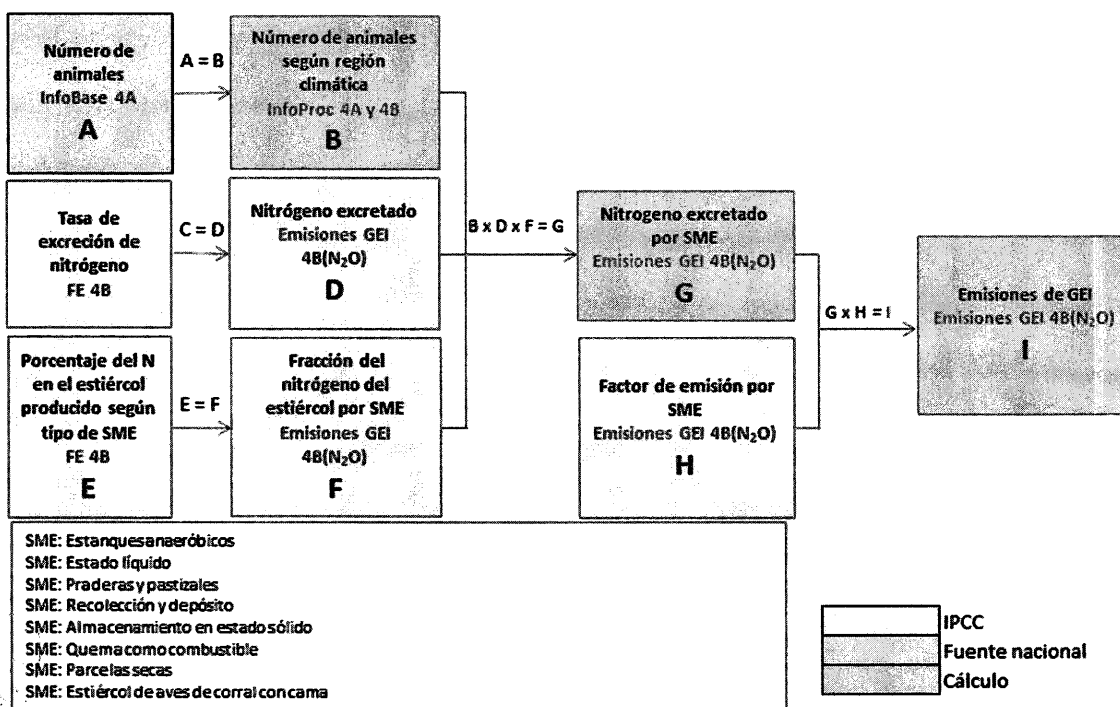 Número de
animales
InfoBase 4A
A
A = B
Número de animales
según región
climática
InfoProc 4A y 4B
B
Tasa de
excreción de
nitrógeno
FE 4B
C = D
Nitrógeno excretado
Emisiones GEI
4B(N₂O)
D
Porcentaje del N
en el estiércol
producido según
tipo de SME
FE 4B
E
E = F
Fracción del
nitrógeno del
estiércol por SME
Emisiones GEI
4B(N₂O)
F
B x D x F = G
Nitrogeno excretado
por SME
Emisiones GEI 4B(N₂O)
G
Factor de emisión por
SME
Emisiones GEI 4B(N₂O)
H
G x H = I
Emisiones de GEI
Emisiones GEI 4B(N₂O)
I
SME: Estanques anaeróbicos
SME: Estado líquido
SME: Praderas y pastizales
SME: Recolección y depósito
SME: Almacenamiento en estado sólido
SME: Quema como combustible
SME: Parcelas secas
SME: Estiércol de aves de corral con cama
IPCC
Fuente nacional
Cálculo